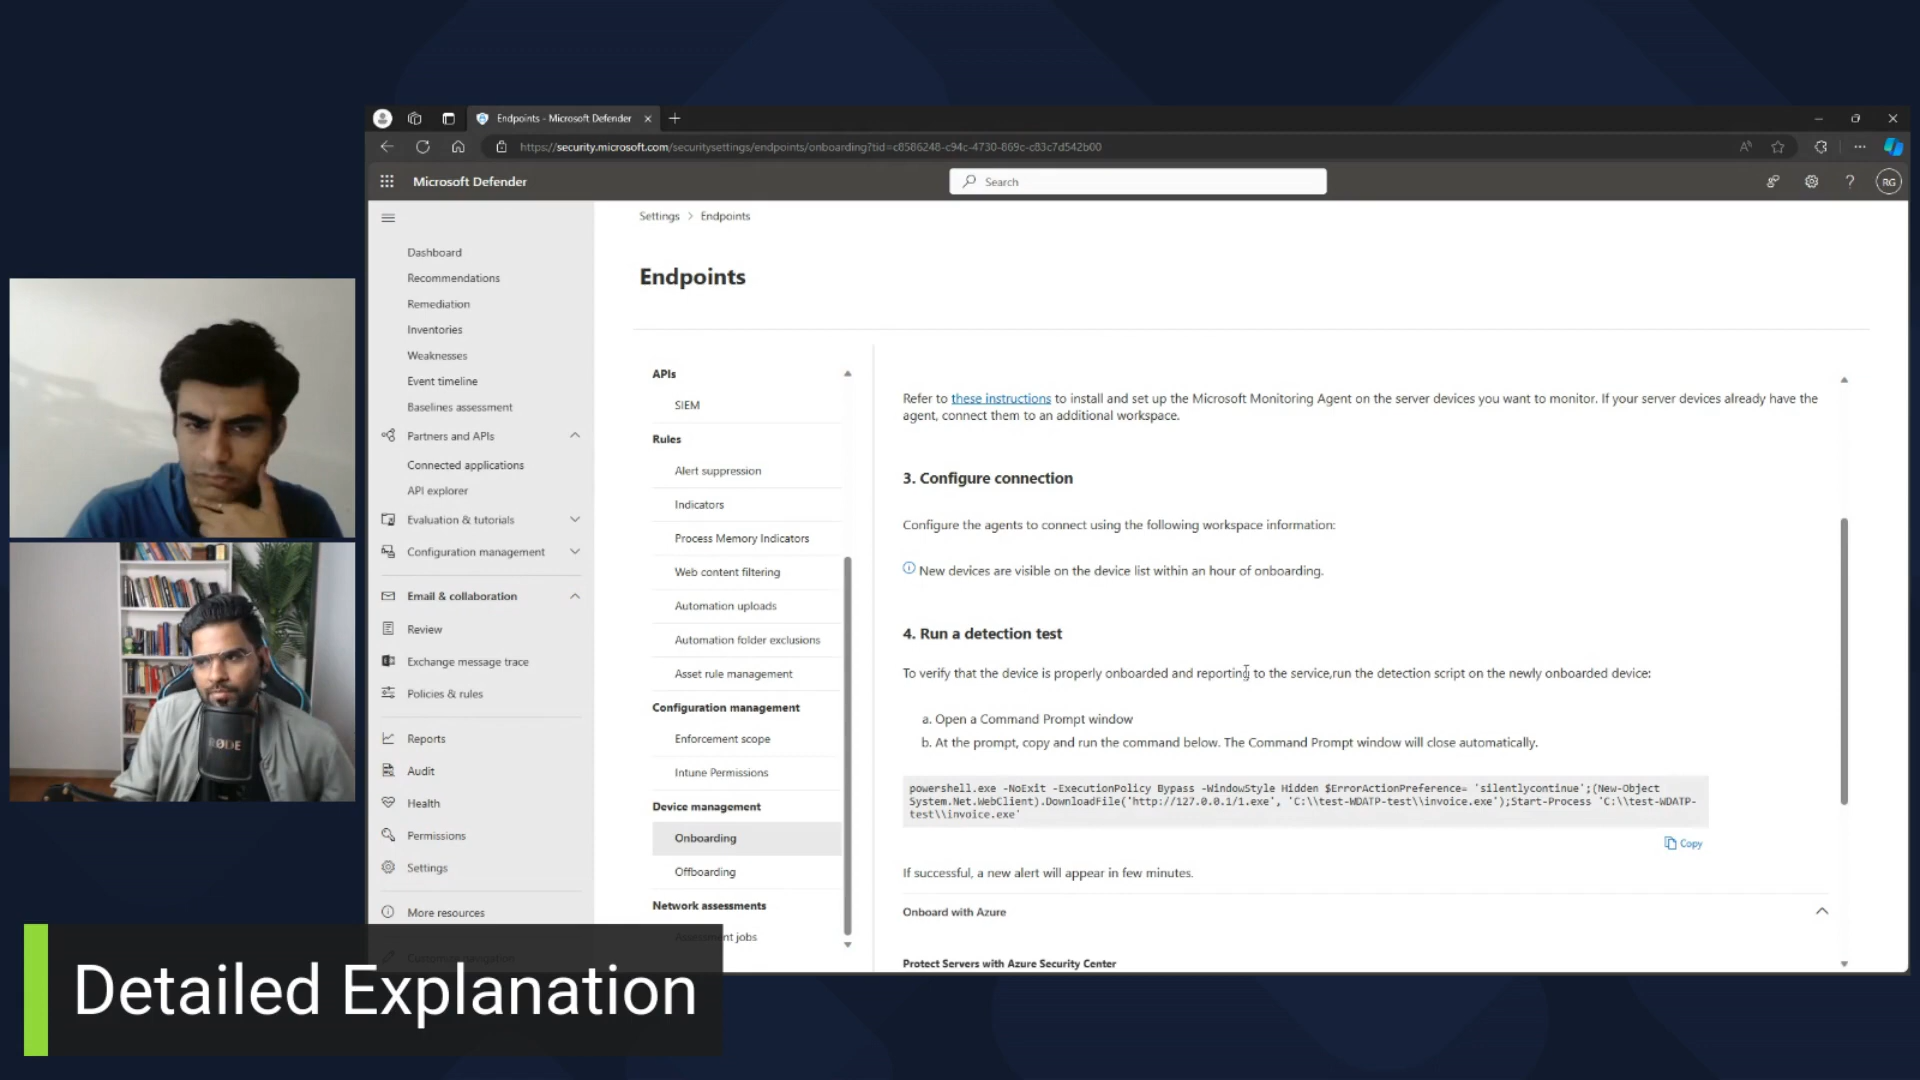 Endpoints - Microsoft Defender
https://security.microsoft.com/securitysettings/endpoints/onboarding?tid=c8586248-c94c-4730-869c-c83c7d542b00
Microsoft Defender
Search
RG
Dashboard
Recommendations
Remediation
Inventories
Weaknesses
Event timeline
Baselines assessment
Partners and APIs
Connected applications
API explorer
Evaluation & tutorials
Configuration management
Email & collaboration
Review
Exchange message trace
Policies & rules
Reports
Audit
Health
Permissions
Settings
More resources
Settings > Endpoints
Endpoints
APIs
SIEM
Rules
Alert suppression
Indicators
Process Memory Indicators
Web content filtering
Automation uploads
Automation folder exclusions
Asset rule management
Configuration management
Enforcement scope
Intune Permissions
Device management
Onboarding
Offboarding
Network assessments
Assessment jobs
Refer to these instructions to install and set up the Microsoft Monitoring Agent on the server devices you want to monitor. If your server devices already have the
agent, connect them to an additional workspace.
3. Configure connection
Configure the agents to connect using the following workspace information:
New devices are visible on the device list within an hour of onboarding.
4. Run a detection test
To verify that the device is properly onboarded and reporting to the service,run the detection script on the newly onboarded device:
a. Open a Command Prompt window
b. At the prompt, copy and run the command below. The Command Prompt window will close automatically.
powershell.exe -NoExit -ExecutionPolicy Bypass -WindowStyle Hidden $ErrorActionPreference= 'silentlycontinue';(New-Object
System.Net.WebClient).DownloadFile('http://127.0.0.1/1.exe', 'C:\\test-WDATP-test\\invoice.exe');Start-Process 'C:\\test-WDATP-
test\\invoice.exe'
Copy
If successful, a new alert will appear in few minutes.
Onboard with Azure
Protect Servers with Azure Security Center
RØDE
Detailed Explanation